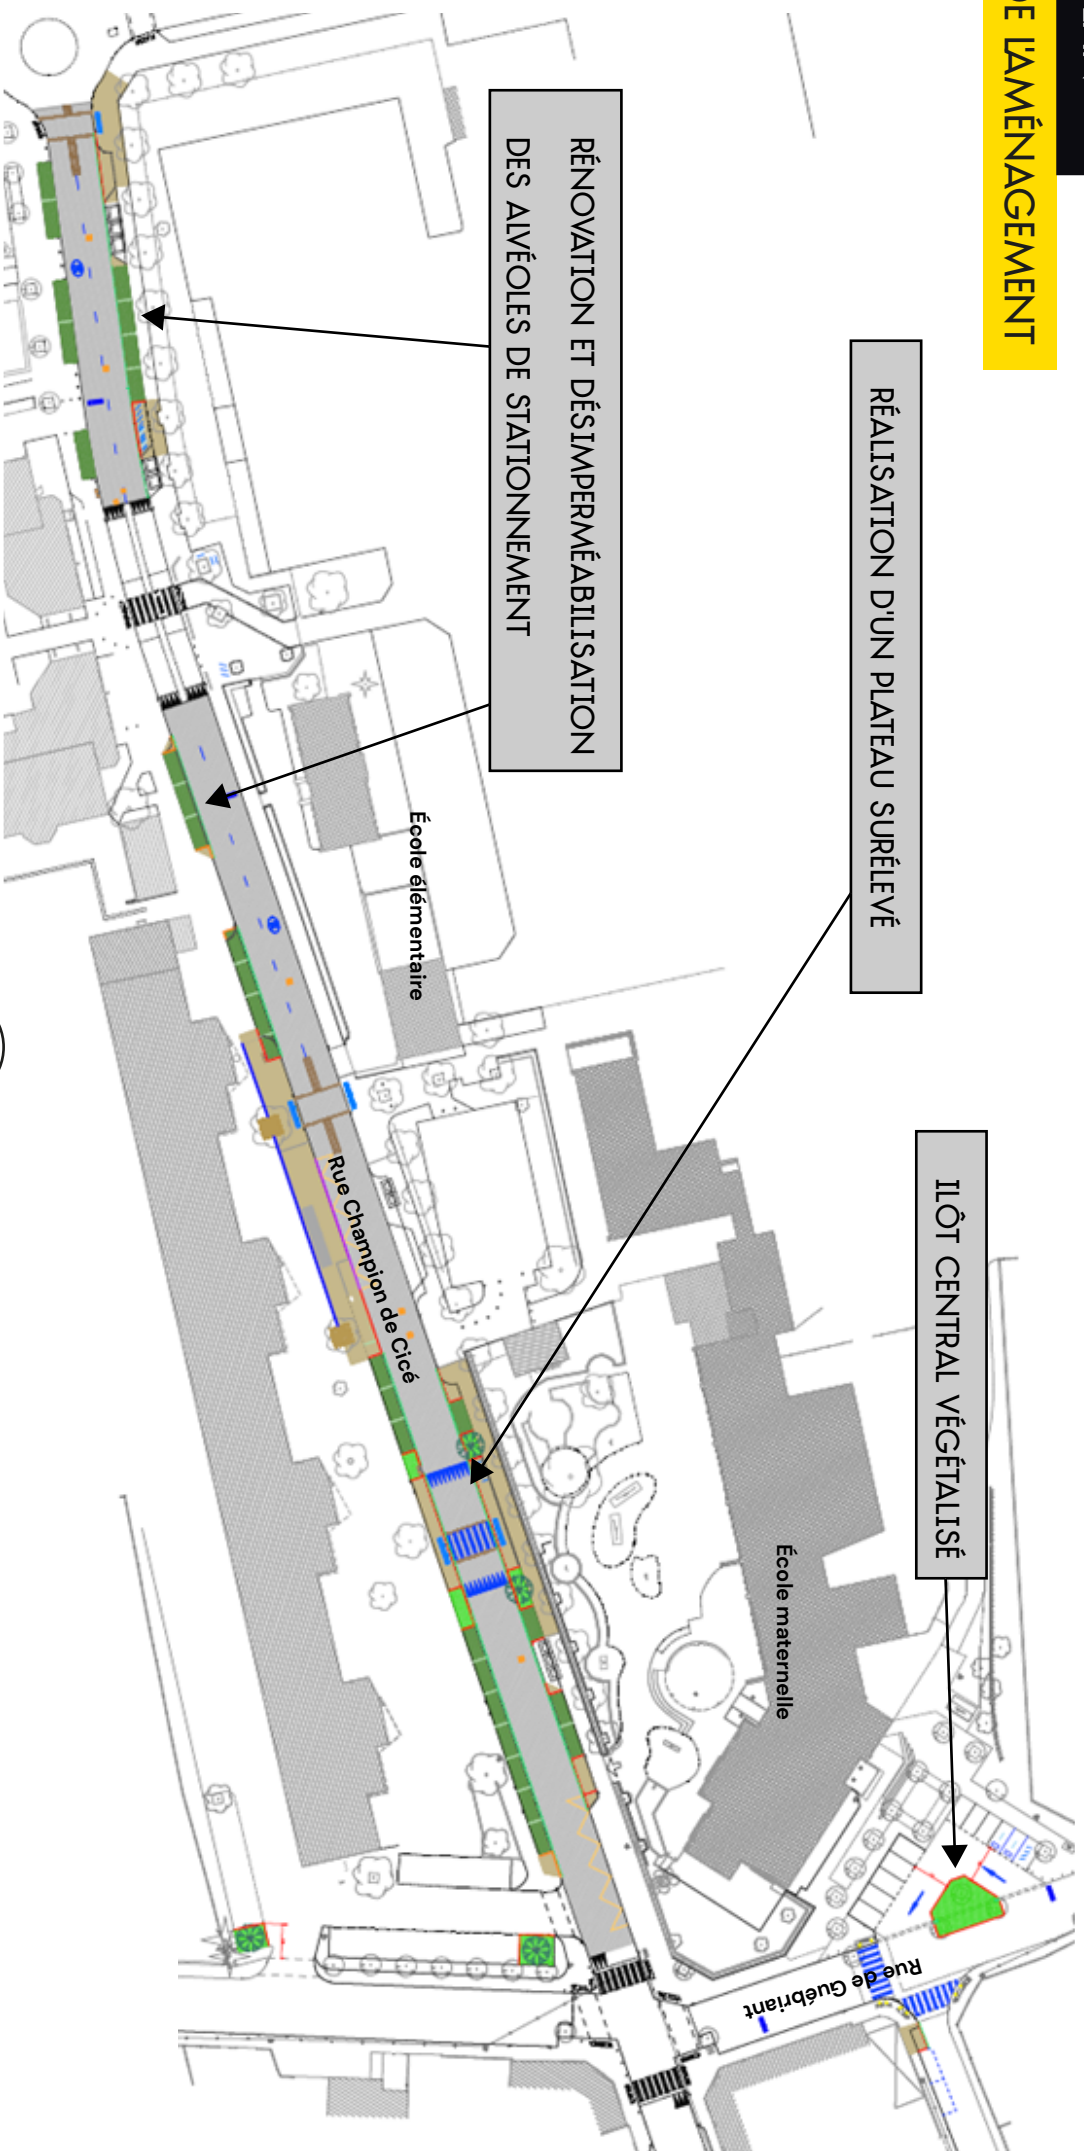 DE L'AMÉNAGEMENT
RÉNOVATION ET DÉSIMPERMÉABILISATION
DES ALVÉOLES DE STATIONNEMENT
RÉALISATION D'UN PLATEAU SURÉLEVÉ
ILÔT CENTRAL VÉGÉTALISÉ
École élémentaire
Rue Champion de Cicé
École maternelle
Rue de Guébriant